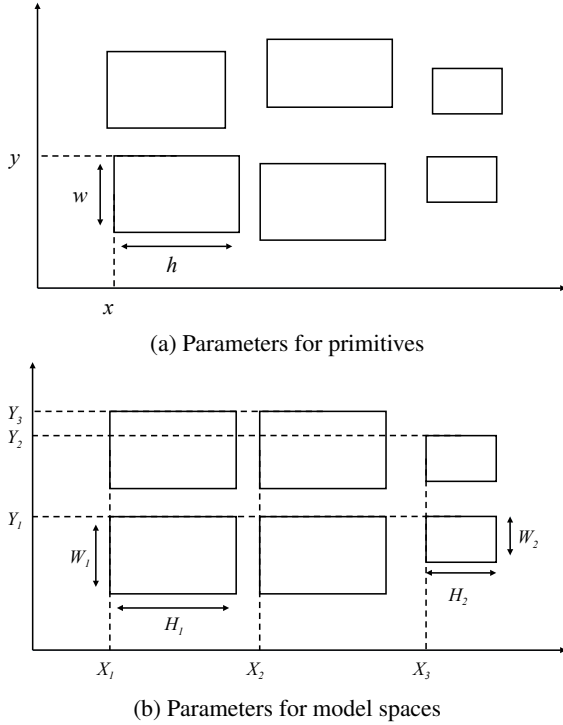 y
w
h
x
(a) Parameters for primitives
Y₃
Y₂
Y₁
W₁
W₂
H₁
H₂
X₁ X₂ X₃
(b) Parameters for model spaces